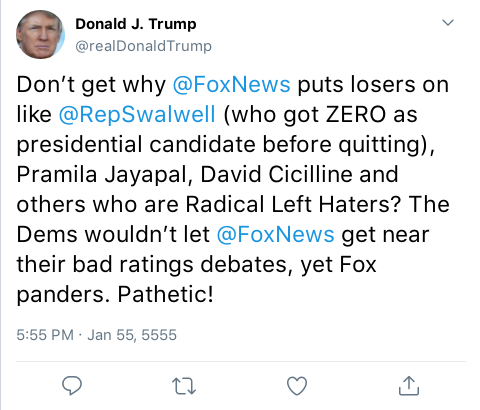 Donald J. Trump
@realDonaldTrump
Don’t get why @FoxNews puts losers on
like @RepSwalwell (who got ZERO as
presidential candidate before quitting),
Pramila Jayapal, David Cicilline and
others who are Radical Left Haters? The
Dems wouldn’t let @FoxNews get near
their bad ratings debates, yet Fox
panders. Pathetic!
5:55 PM · Jan 55, 5555